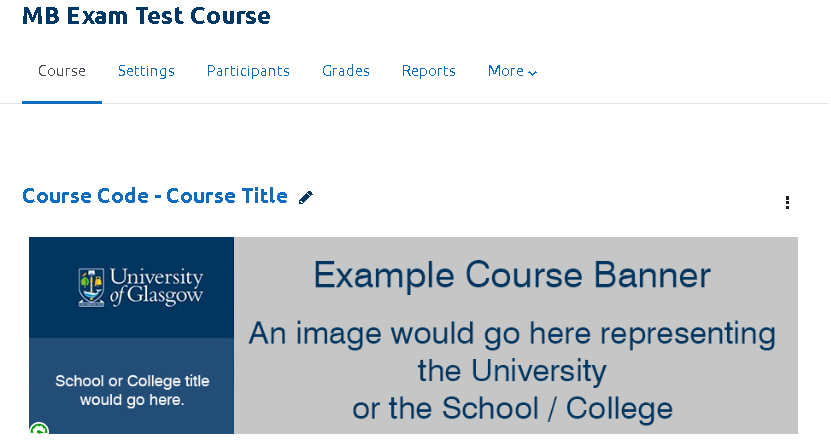 MB Exam Test Course
Course Settings Participants Grades Reports More
Course Code - Course Title
University
of Glasgow
School or College title
would go here.
Example Course Banner
An image would go here representing
the University
or the School / College